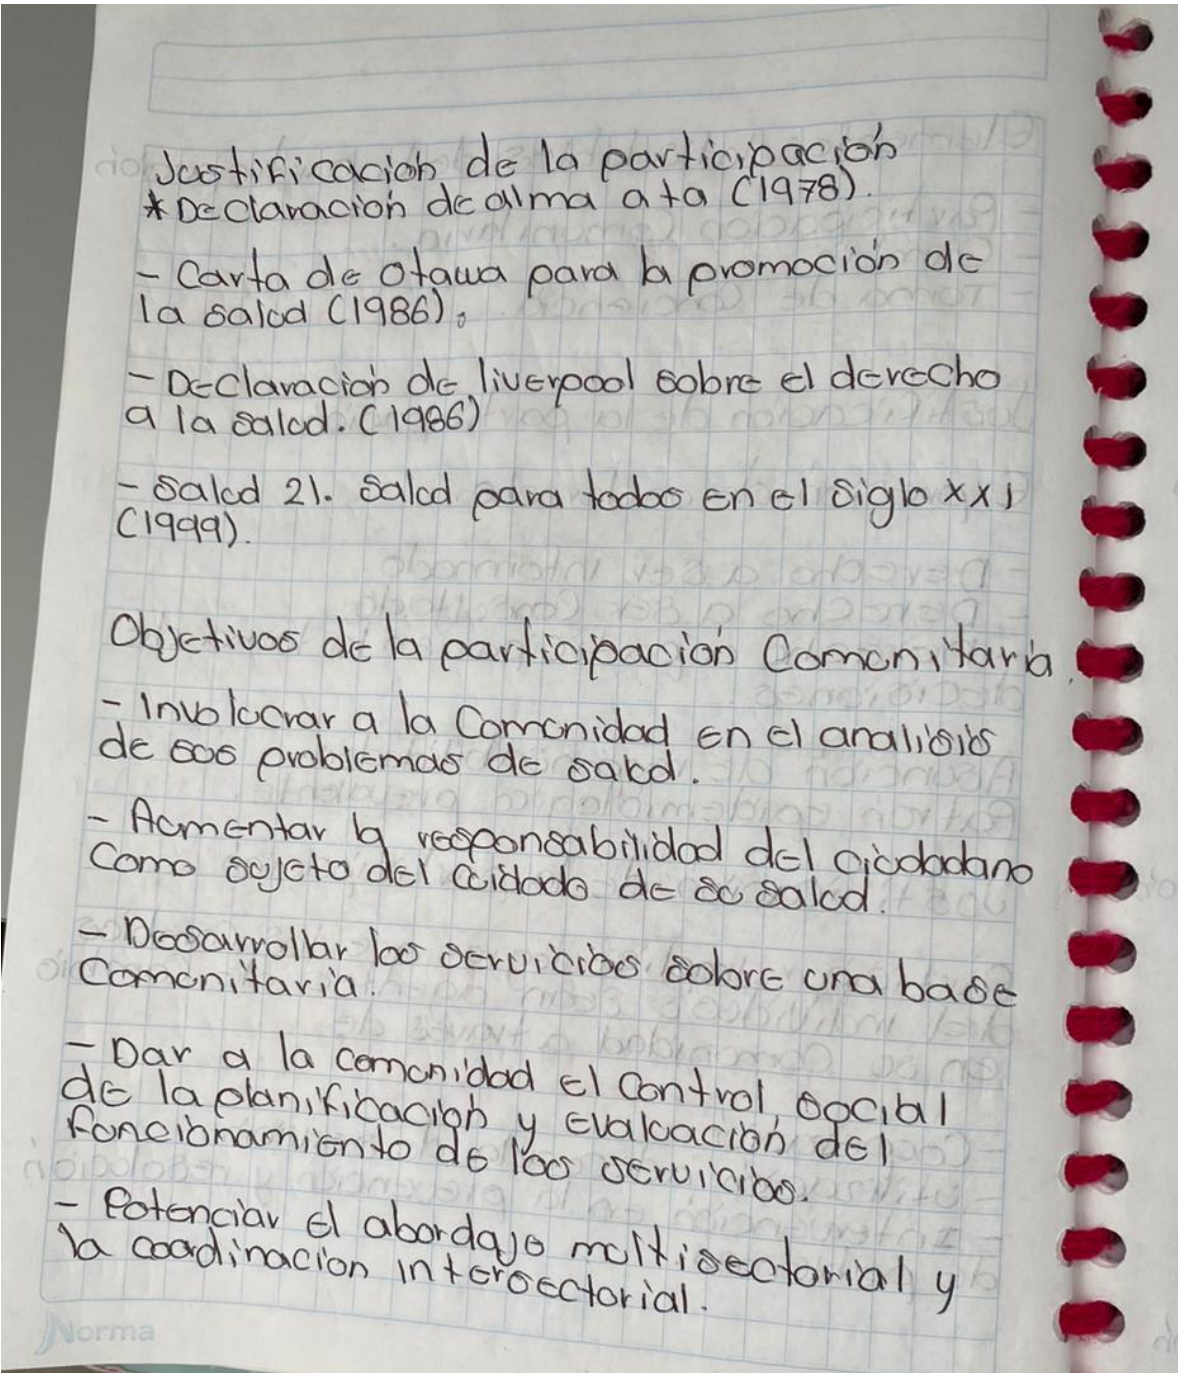 Justificación de la participación
* Declaración de alma ata (1978).
- Carta de Otawa para la promoción de
la salud (1986).
- Declaración de liverpool sobre el derecho
a la salud. (1986)
- Salud 21. Salud para todos en el siglo XXI
(1999).
Objetivos de la participación Comunitaria.
- Involucrar a la Comunidad en el analisis
de sus problemas de salud.
- Aumentar la responsabilidad del ciudadano
Como sujeto del cuidado de su salud.
- Desarrollar los servicios sobre una base
Comunitaria.
- Dar a la comunidad el Control social
de la planificación y evaluación del
funcionamiento de los servicios.
- Potenciar el abordaje multisectorial y
la coordinacion intersectorial.
Norma